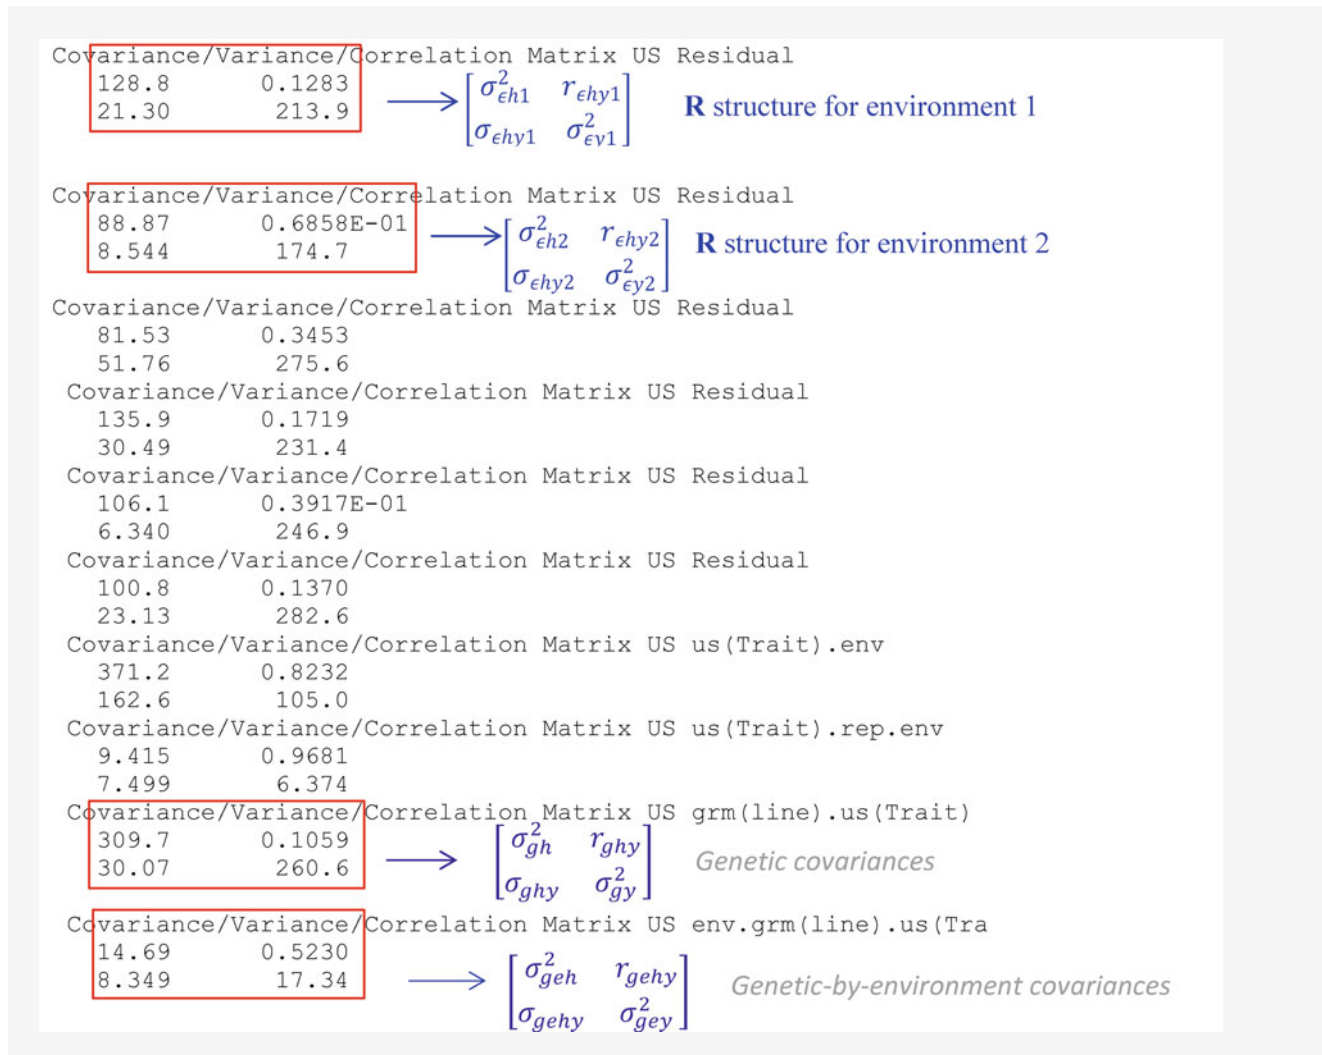 Covariance/Variance/Correlation Matrix US Residual
128.8 0.1283
21.30 213.9
σ²ϵh1 rϵhy1
σϵhy1 σ²ϵy1
R structure for environment 1
Covariance/Variance/Correlation Matrix US Residual
88.87 0.6858E-01
8.544 174.7
σ²ϵh2 rϵhy2
σϵhy2 σ²ϵy2
R structure for environment 2
Covariance/Variance/Correlation Matrix US Residual
81.53 0.3453
51.76 275.6
Covariance/Variance/Correlation Matrix US Residual
135.9 0.1719
30.49 231.4
Covariance/Variance/Correlation Matrix US Residual
106.1 0.3917E-01
6.340 246.9
Covariance/Variance/Correlation Matrix US Residual
100.8 0.1370
23.13 282.6
Covariance/Variance/Correlation Matrix US us(Trait).env
371.2 0.8232
162.6 105.0
Covariance/Variance/Correlation Matrix US us(Trait).rep.env
9.415 0.9681
7.499 6.374
Covariance/Variance/Correlation Matrix US grm(line).us(Trait)
309.7 0.1059
30.07 260.6
σ²gh rghy
σghy σ²gy
Genetic covariances
Covariance/Variance/Correlation Matrix US env.grm(line).us(Tra
14.69 0.5230
8.349 17.34
σ²geh rgehy
σgehy σ²gey
Genetic-by-environment covariances